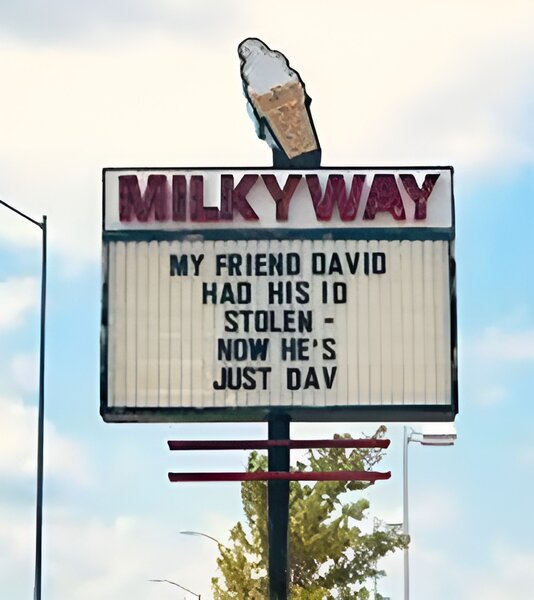 MILKYWAY
MY FRIEND DAVID
HAD HIS ID
STOLEN -
NOW HE'S
JUST DAV